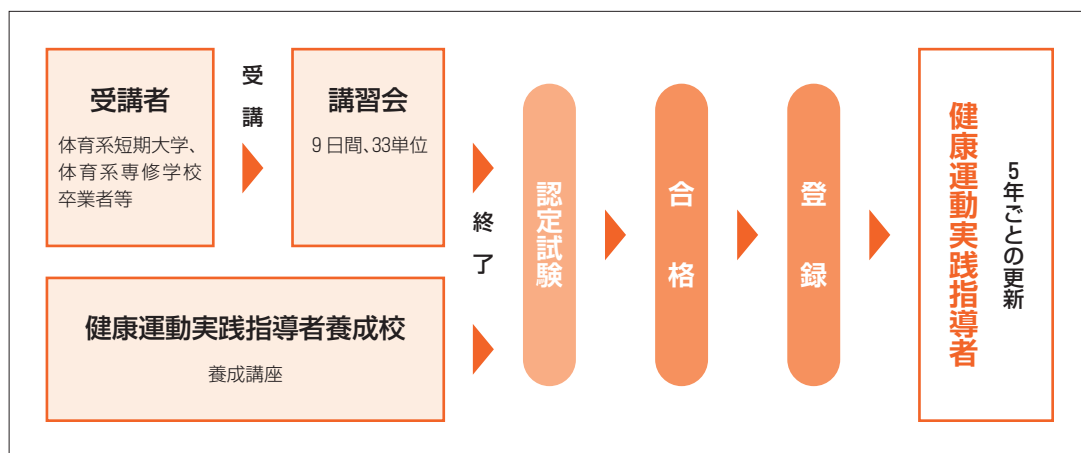 受講者
体育系短期大学、
体育系専修学校
卒業者等
受講
講習会
9日間、33単位
健康運動実践指導者養成校
養成講座
終了
認定試験
合格
登録
健康運動実践指導者
5年ごとの更新